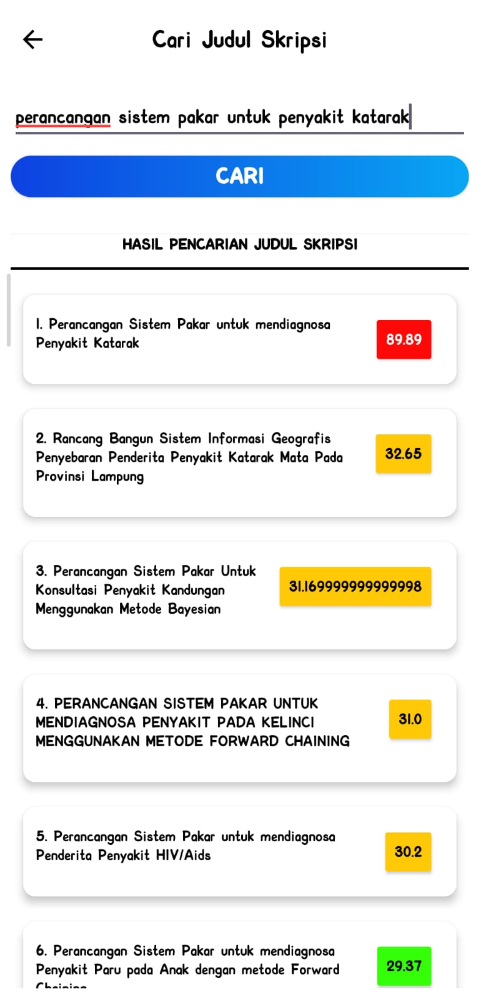 Cari Judul Skripsi
perancangan sistem pakar untuk penyakit katarak
CARI
HASIL PENCARIAN JUDUL SKRIPSI
1. Perancangan Sistem Pakar untuk mendiagnosa
Penyakit Katarak
89.89
2. Rancang Bangun Sistem Informasi Geografis
Penyebaran Penderita Penyakit Katarak Mata Pada
Provinsi Lampung
32.65
3. Perancangan Sistem Pakar Untuk
Konsultasi Penyakit Kandungan
Menggunakan Metode Bayesian
31.169999999999998
4. PERANCANGAN SISTEM PAKAR UNTUK
MENDIAGNOSA PENYAKIT PADA KELINCI
MENGGUNAKAN METODE FORWARD CHAINING
31.0
5. Perancangan Sistem Pakar untuk mendiagnosa
Penderita Penyakit HIV/Aids
30.2
6. Perancangan Sistem Pakar untuk mendiagnosa
Penyakit Paru pada Anak dengan metode Forward
Chaining
29.37